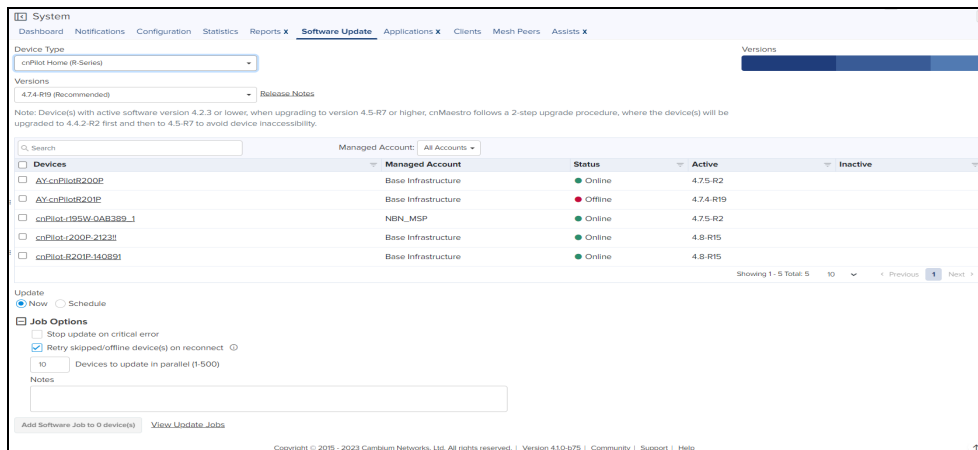 System
Dashboard Notifications Configuration Statistics Reports x Software Update Applications x Clients Mesh Peers Assists x
Device Type Versions
cnPilot Home (R-Series)
Versions
4.7.4-R19 (Recommended) Release Notes
Note: Device(s) with active software version 4.2.3 or lower, when upgrading to version 4.5-R7 or higher, cnMaestro follows a 2-step upgrade procedure, where the device(s) will be
upgraded to 4.4.2-R2 first and then to 4.5-R7 to avoid device inaccessibility.
Search Managed Account: All Accounts
Devices Managed Account Status Active Inactive
AY-cnPilotR200P Base Infrastructure Online 4.7.5-R2
AY-cnPilotR201P Base Infrastructure Offline 4.7.4-R19
cnPilot-r195W-0AB389_1 NBN_MSP Online 4.7.5-R2
cnPilot-r200P-2123!! Base Infrastructure Online 4.8-R15
cnPilot-R201P-140891 Base Infrastructure Online 4.8-R15
Showing 1 - 5 Total: 5 10 < Previous 1 Next >
Update
Now Schedule
Job Options
Stop update on critical error
Retry skipped/offline device(s) on reconnect
10 Devices to update in parallel (1-500)
Notes
Add Software Job to 0 device(s) View Update Jobs
Copyright © 2015 - 2023 Cambium Networks, Ltd. All rights reserved. | Version 4.1.0-b75 | Community | Support | Help